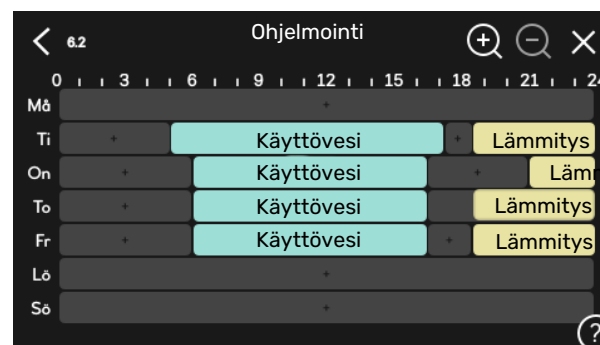 6.2 Ohjelmointi
0 3 6 9 12 15 18 21 24
Må +
Ti + Käyttövesi + Lämmitys
On + Käyttövesi + Lämm
To + Käyttövesi Lämmitys
Fr + Käyttövesi + Lämmitys
Lö +
Sö +
?